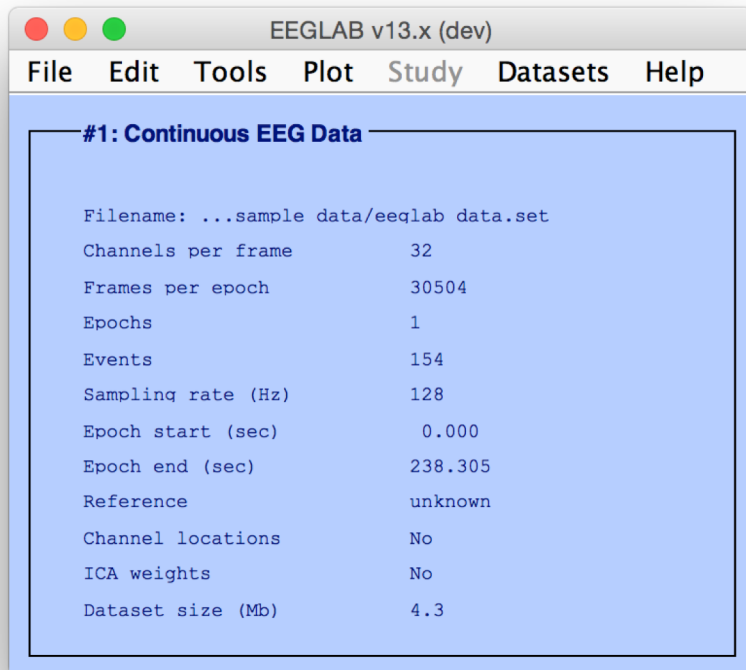 EEGLAB v13.x (dev)
File Edit Tools Plot Study Datasets Help
#1: Continuous EEG Data
Filename: ...sample data/eeglab data.set
Channels per frame 32
Frames per epoch 30504
Epochs 1
Events 154
Sampling rate (Hz) 128
Epoch start (sec) 0.000
Epoch end (sec) 238.305
Reference unknown
Channel locations No
ICA weights No
Dataset size (Mb) 4.3